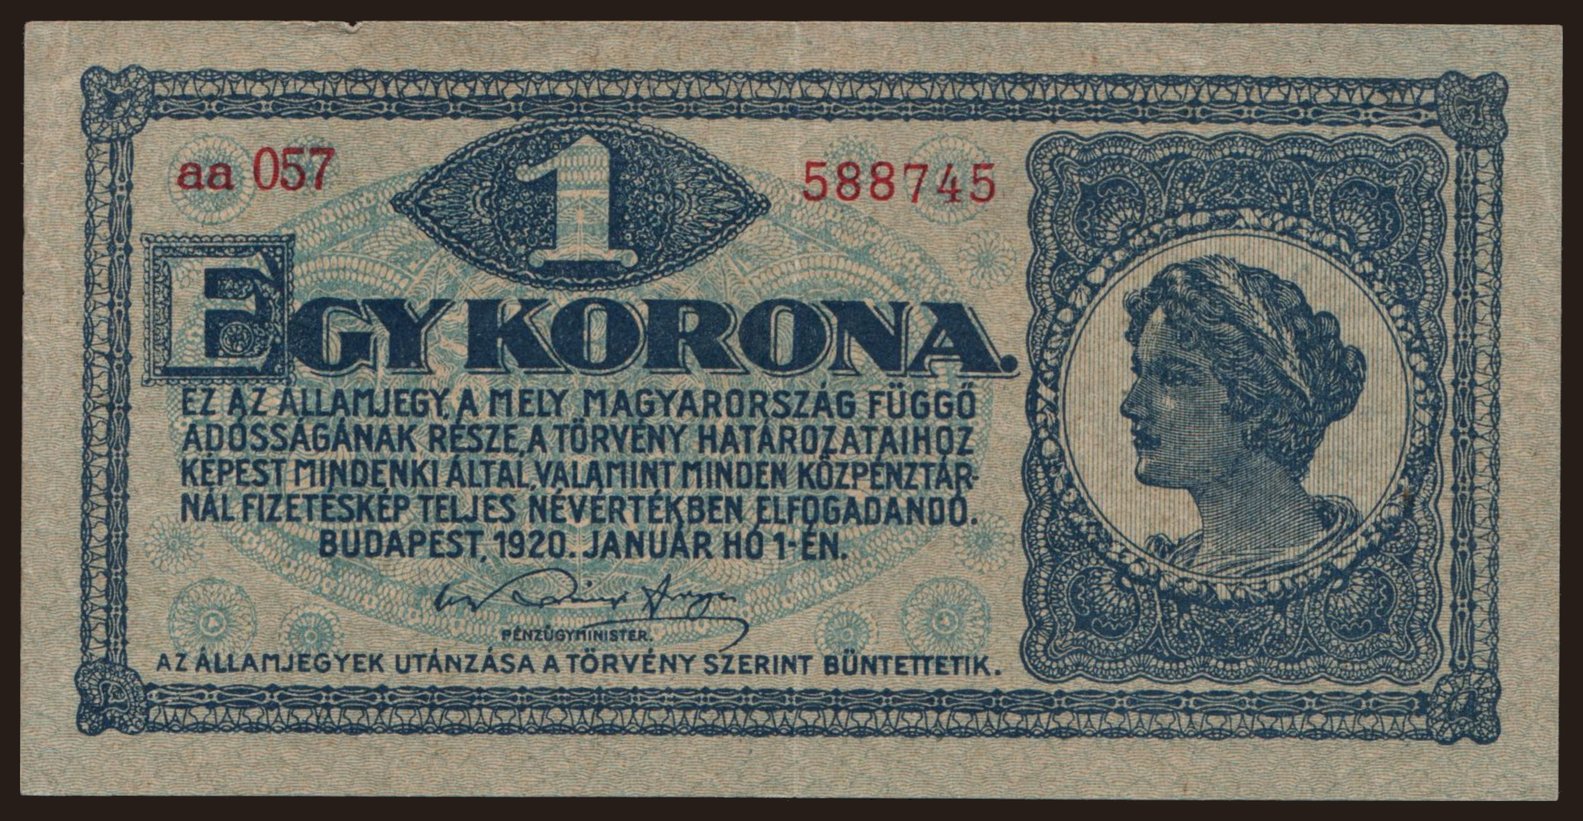 aa 057
1
588745
EGY KORONA.
EZ AZ ÁLLAMJEGY, A MELY MAGYARORSZÁG FÜGGŐ
ADÓSSÁGÁNAK RÉSZE, A TÖRVÉNY HATÁROZATAIHOZ
KÉPEST MINDENKI ÁLTAL, VALAMINT MINDEN KÖZPÉNZTÁR-
NÁL FIZETÉSKÉP TELJES NÉVÉRTÉKBEN ELFOGADANDÓ.
BUDAPEST, 1920. JANUÁR HÓ 1-ÉN.
PÉNZÜGYMINISTER.
AZ ÁLLAMJEGYEK UTÁNZÁSA A TÖRVÉNY SZERINT BÜNTETTETIK.